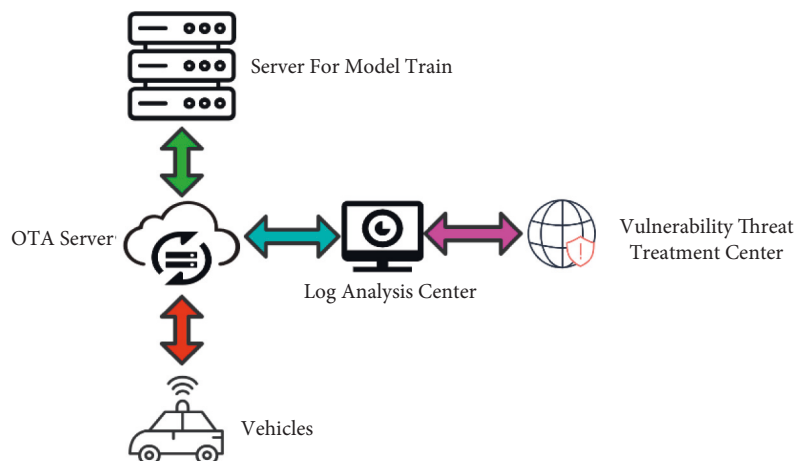 Server For Model Train
OTA Server
Log Analysis Center
Vulnerability Threat
Treatment Center
Vehicles